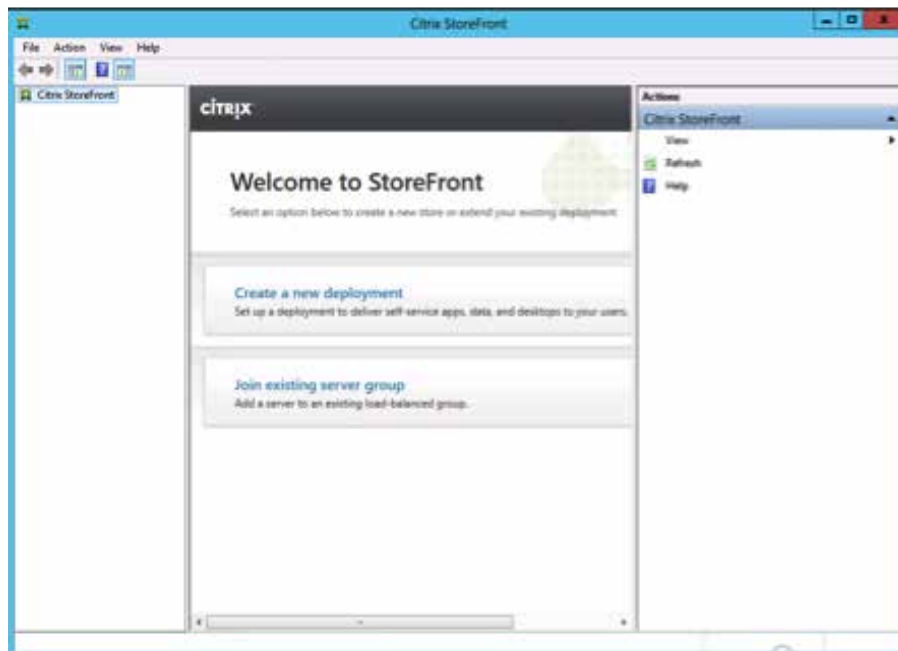 Citrix StoreFront
File Action View Help
Citrix StoreFront
CİTRIX
Welcome to StoreFront
Select an option below to create a new store or extend your existing deployment
Create a new deployment
Set up a deployment to deliver self-service apps, data, and desktops to your users.
Join existing server group
Add a server to an existing load-balanced group.
Actions
Citrix StoreFront
View
Refresh
Help